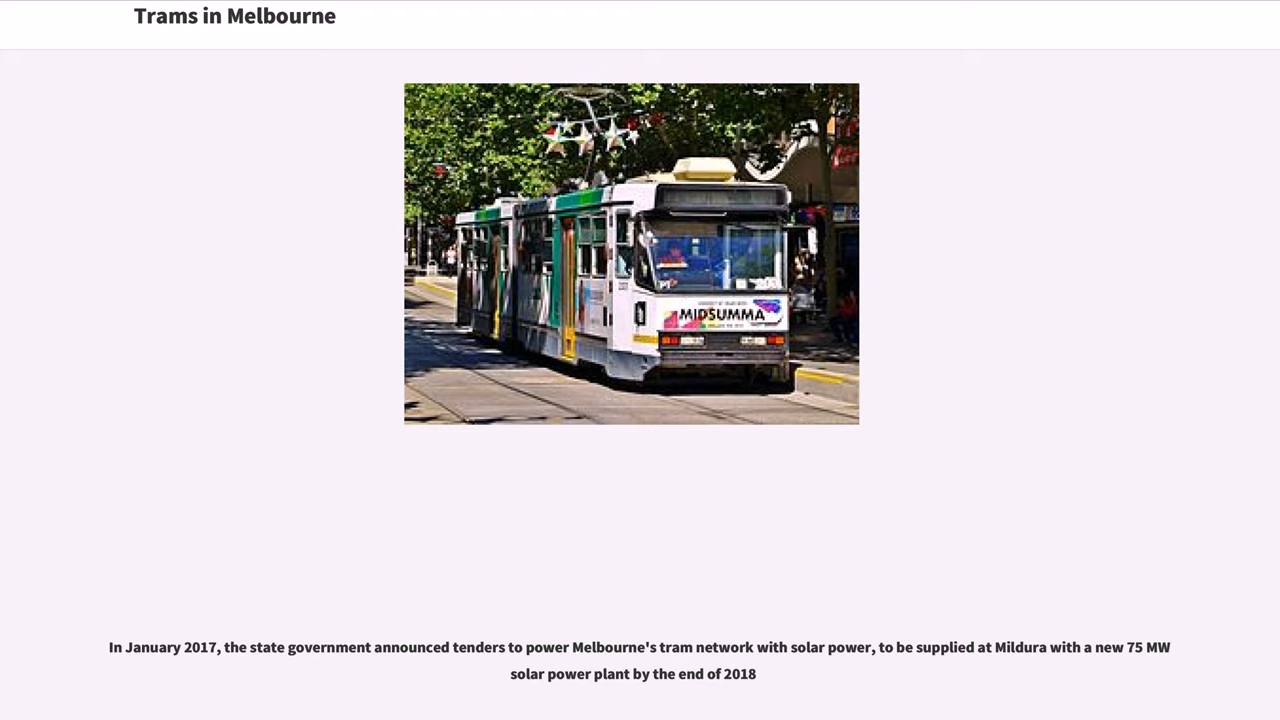 Trams in Melbourne
MIDSUMMA
In January 2017, the state government announced tenders to power Melbourne's tram network with solar power, to be supplied at Mildura with a new 75 MW
solar power plant by the end of 2018